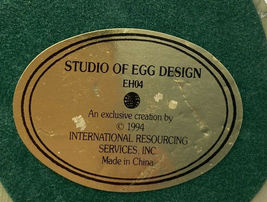 STUDIO OF EGG DESIGN
EH04
An exclusive creation by
© 1994
INTERNATIONAL RESOURCING
SERVICES, INC
Made in China